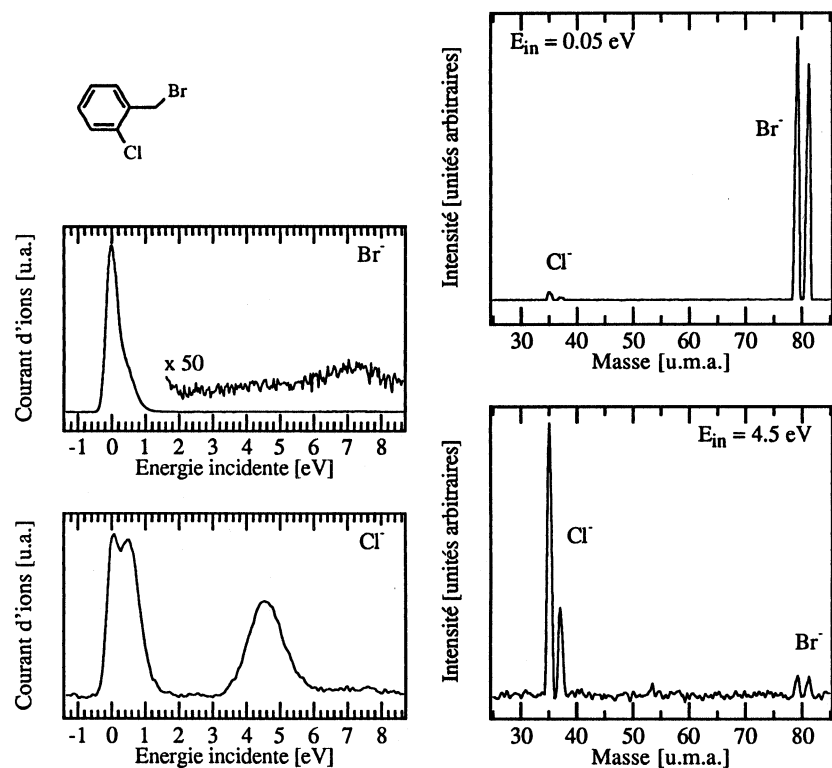 Br
Cl
Br⁻
x 50
Courant d'ions [u.a.]
-1 0 1 2 3 4 5 6 7 8
Energie incidente [eV]
Cl⁻
Courant d'ions [u.a.]
-1 0 1 2 3 4 5 6 7 8
Energie incidente [eV]
E_in = 0.05 eV
Br⁻
Cl⁻
Intensité [unités arbitraires]
30 40 50 60 70 80
Masse [u.m.a.]
E_in = 4.5 eV
Cl⁻
Br⁻
Intensité [unités arbitraires]
30 40 50 60 70 80
Masse [u.m.a.]